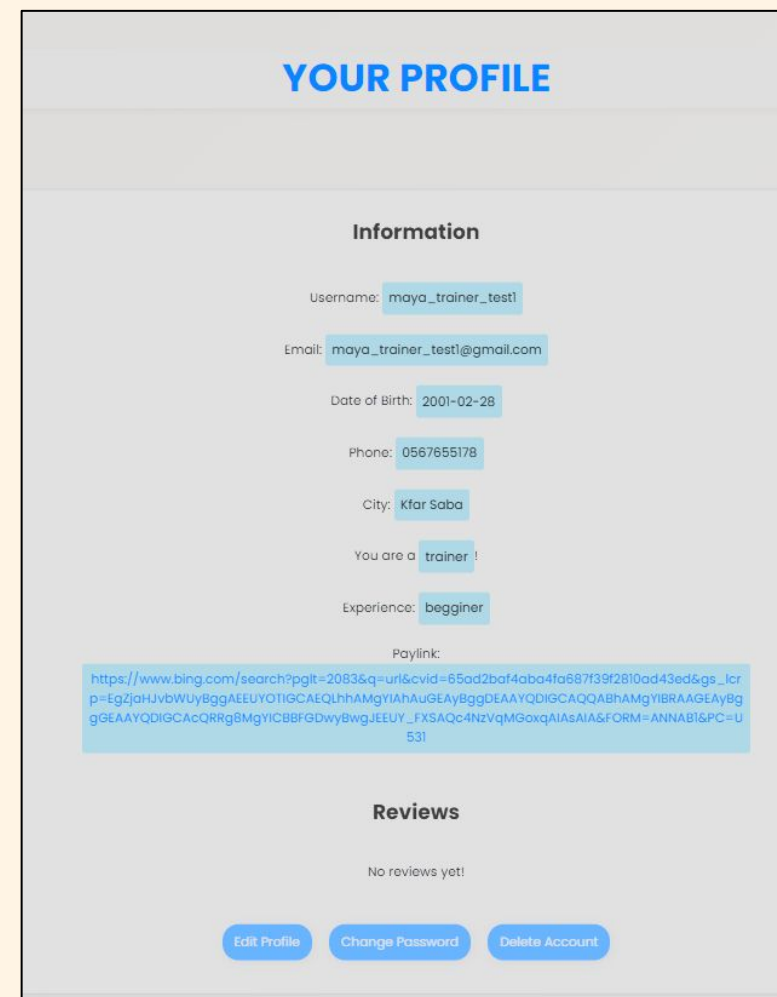 YOUR PROFILE
Information
Username: maya_trainer_test1
Email: maya_trainer_test1@gmail.com
Date of Birth: 2001-02-28
Phone: 0567655178
City: Kfar Saba
You are a trainer!
Experience: begginer
Paylink:
https://www.bing.com/search?pglt=2083&q=url&cvid=65ad2baf4aba4fa687f39f2810ad43ed&gs_lcr
p=EgZjaHJvbWUyBggAEEUYOTIGCAEQLhhAMgYIAhAuGEAyBggDEAAYQDIGCAQQABhAMgYIBRAAGEAyBg
gGEAAYQDIGCAcQRRg8MgYICBBFGDwyBwgJEEUY_FXSAQc4NzVqMGoxqAIAsAIA&FORM=ANNAB1&PC=U
531
Reviews
No reviews yet!
Edit Profile Change Password Delete Account